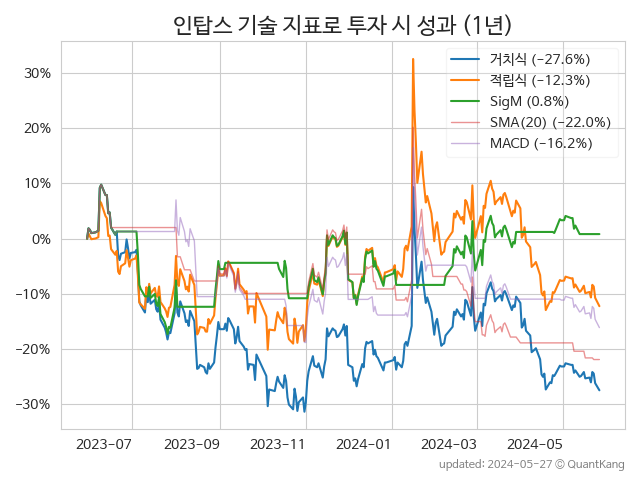 인탑스 기술 지표로 투자 시 성과 (1년)
거치식 (−27.6%)
적립식 (−12.3%)
SigM (0.8%)
SMA(20) (−22.0%)
MACD (−16.2%)
30%
20%
10%
0%
−10%
−20%
−30%
2023−07 2023−09 2023−11 2024−01 2024−03 2024−05
updated: 2024-05-27 © QuantKang